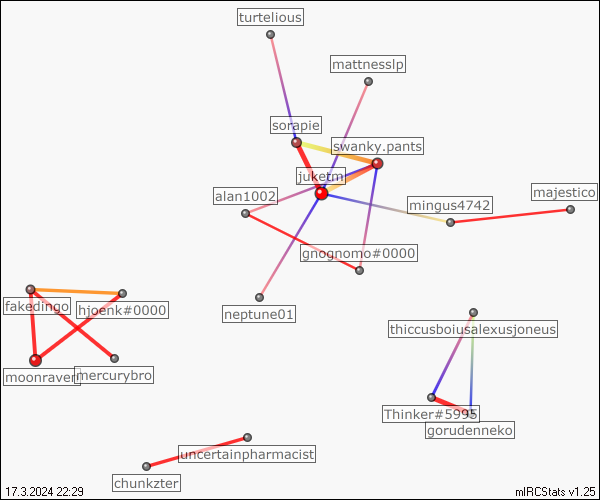 turtelious
mattnesslp
sorapie
swanky.pants
juketm
alan1002
mingus4742
majestico
gnognomo#0000
neptune01
fakedingo
hjoenk#0000
thiccusboiusalexusjoneus
moonraven
mercurybro
Thinker#5995
gorudenneko
uncertainpharmacist
chunkzter
17.3.2024 22:29
mIRCStats v1.25